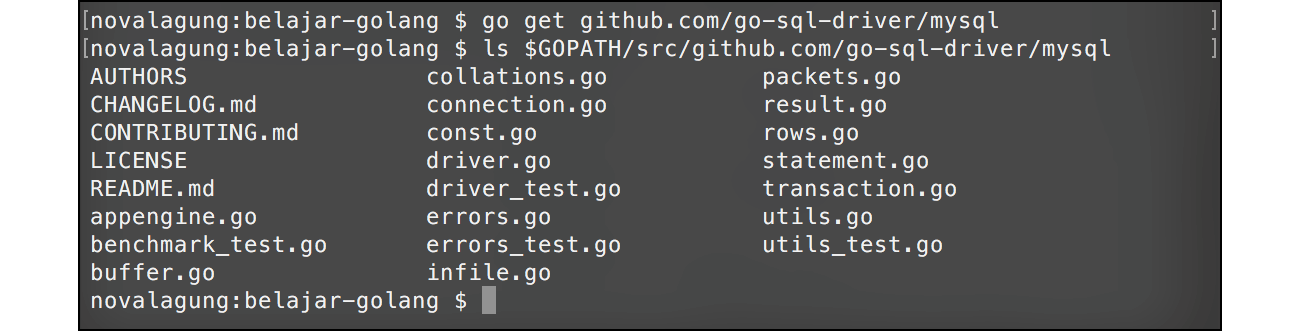 [novalagung:belajar-golang $ go get github.com/go-sql-driver/mysql ]
[novalagung:belajar-golang $ ls $GOPATH/src/github.com/go-sql-driver/mysql ]
AUTHORS collations.go packets.go
CHANGELOG.md connection.go result.go
CONTRIBUTING.md const.go rows.go
LICENSE driver.go statement.go
README.md driver_test.go transaction.go
appengine.go errors.go utils.go
benchmark_test.go errors_test.go utils_test.go
buffer.go infile.go
novalagung:belajar-golang $